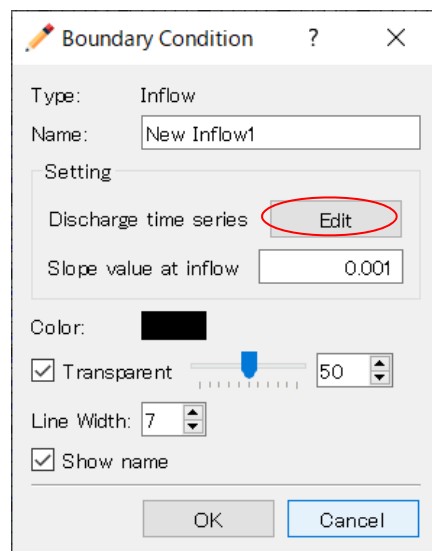 Boundary Condition ?
Type: Inflow
Name: New Inflow1
Setting
Discharge time series Edit
Slope value at inflow 0.001
Color:
Transparent 50
Line Width: 7
Show name
OK Cancel